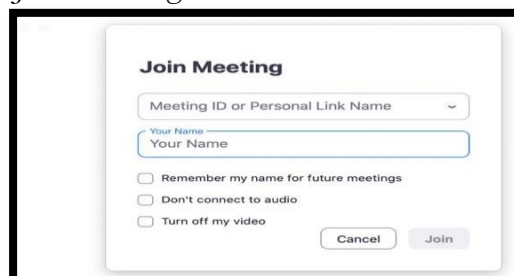 Join Meeting
Meeting ID or Personal Link Name
Your Name
Your Name
Remember my name for future meetings
Don't connect to audio
Turn off my video
Cancel Join